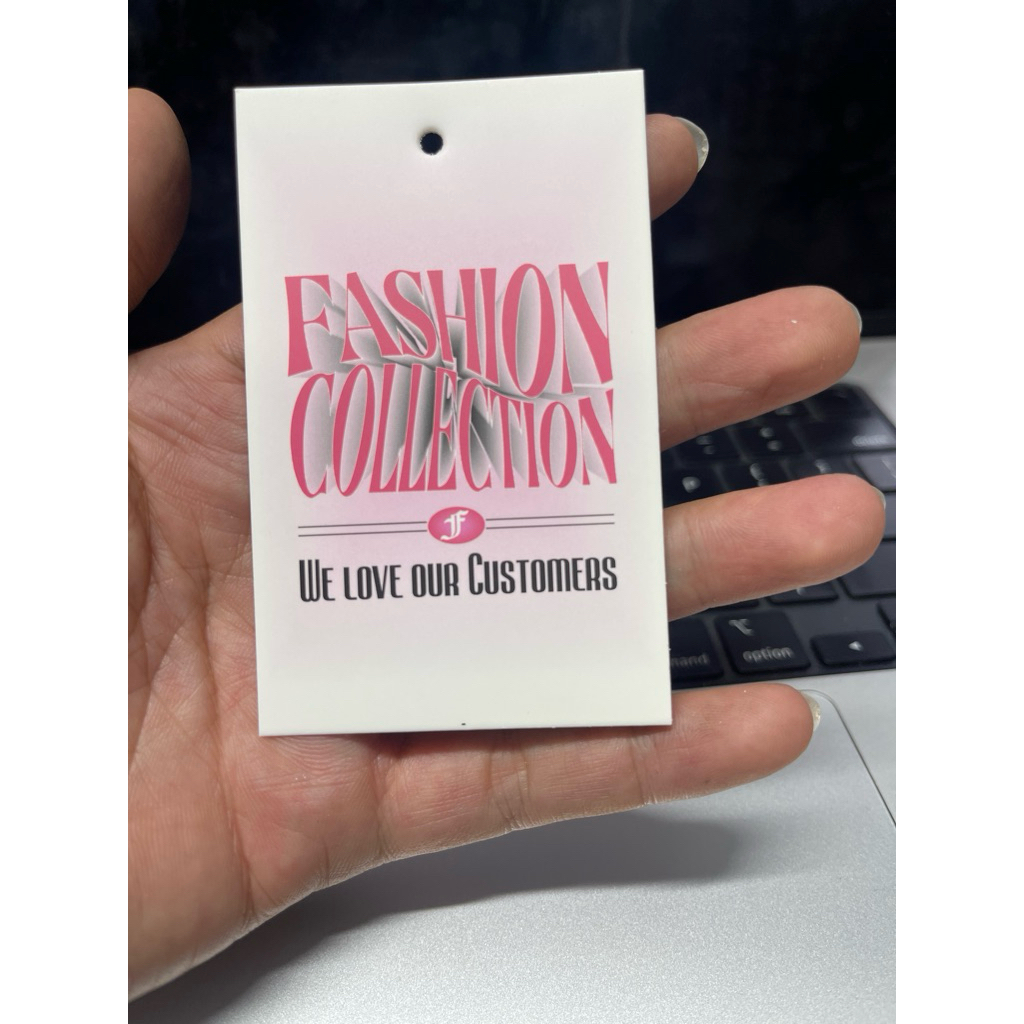 FASHION
COLLECTION
F
WE LOVE OUR CUSTOMERS
option